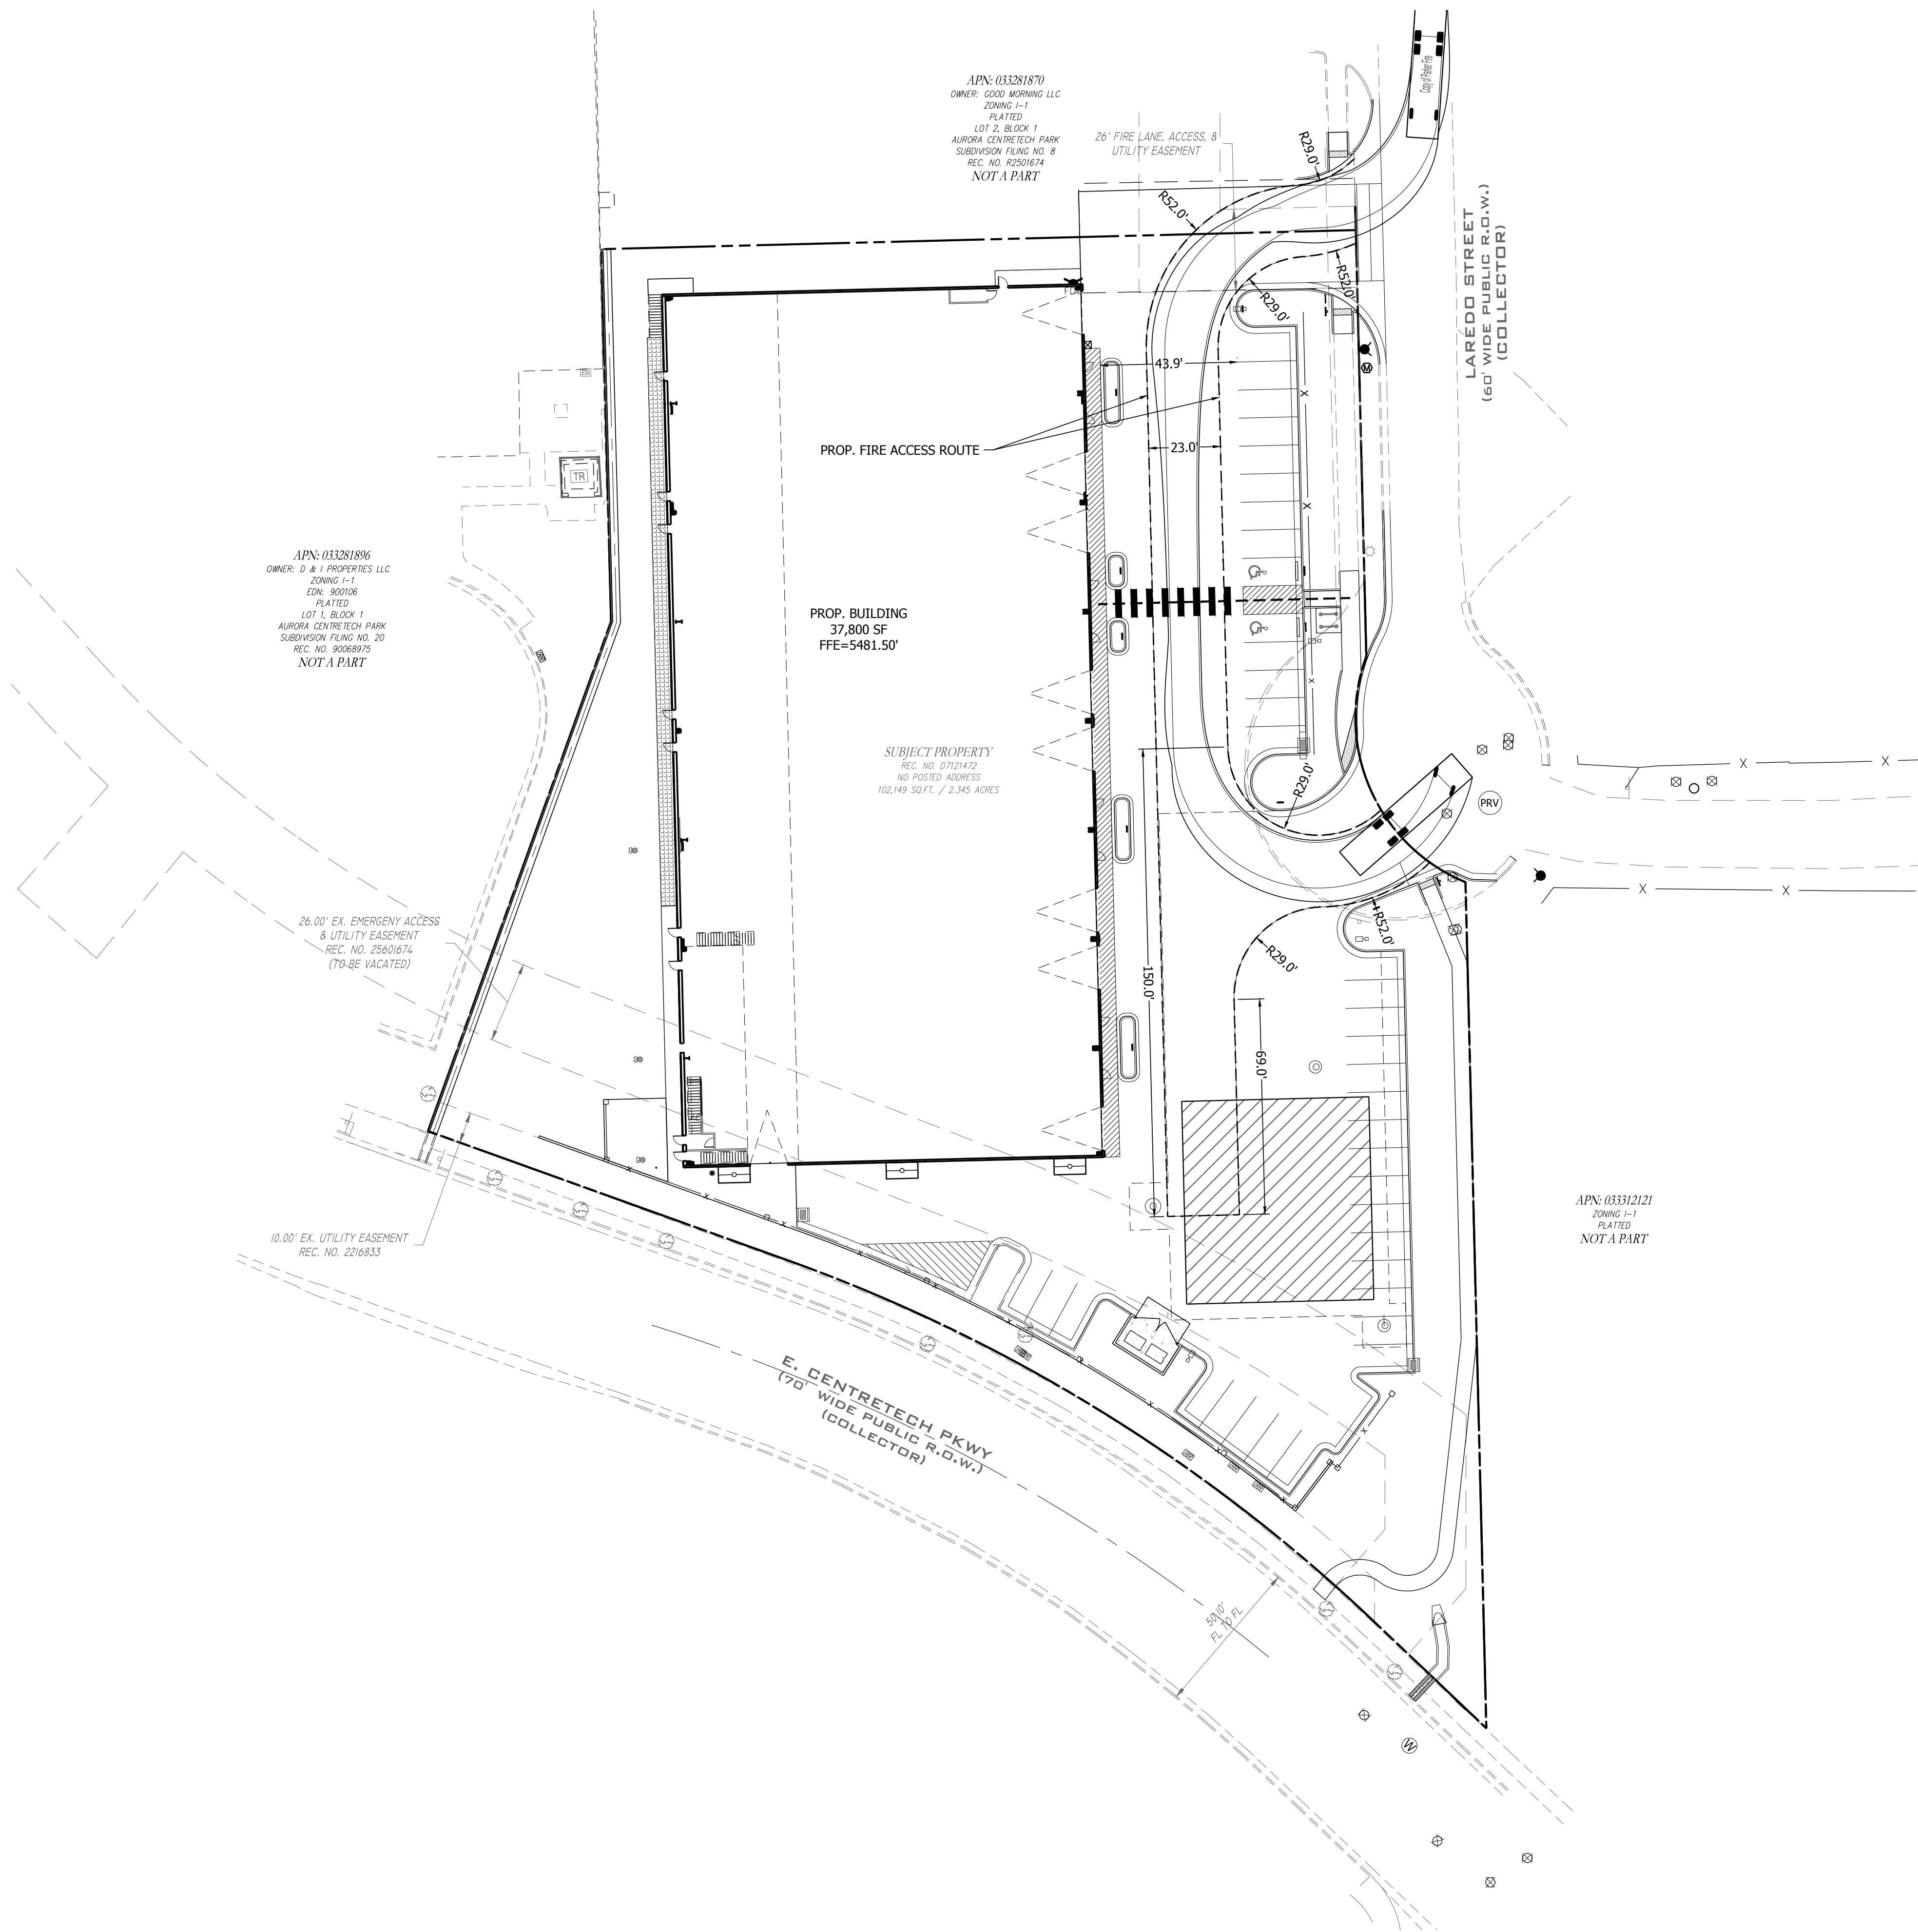 Copy of Parker Fire
APN: 033281870
OWNER: GOOD MORNING LLC
ZONING I-1
PLATTED
LOT 2, BLOCK 1
AURORA CENTRETECH PARK
SUBDIVISION FILING NO. 8
REC. NO. R2501674
NOT A PART
26' FIRE LANE, ACCESS, &
UTILITY EASEMENT
R29.0'
R52.0'
LAREDO STREET
(60' WIDE PUBLIC R.O.W.)
(COLLECTOR)
R52.0'
R29.0'
M
43.9'
EM
PROP. FIRE ACCESS ROUTE
23.0'
TR
X
X
APN: 033281896
OWNER: D & I PROPERTIES LLC
ZONING I-1
EDN: 900106
PLATTED
LOT 1, BLOCK 1
AURORA CENTRETECH PARK
SUBDIVISION FILING NO. 20
REC. NO. 90068975
NOT A PART
PROP. BUILDING
37,800 SF
FFE=5481.50'
X
SUBJECT PROPERTY
REC. NO. D7121472
NO POSTED ADDRESS
102,149 SQ.FT. / 2.345 ACRES
R29.0'
X
X
PRV
X
X
26.00' EX. EMERGENY ACCESS
& UTILITY EASEMENT
REC. NO. 25601674
(TO BE VACATED)
R52.0'
R29.0'
150.0'
69.0'
APN: 033312121
ZONING I-1
PLATTED
NOT A PART
10.00' EX. UTILITY EASEMENT
REC. NO. 2216833
E. CENTRETECH PKWY
(70' WIDE PUBLIC R.O.W.)
(COLLECTOR)
50.10'
FL TO FL
W